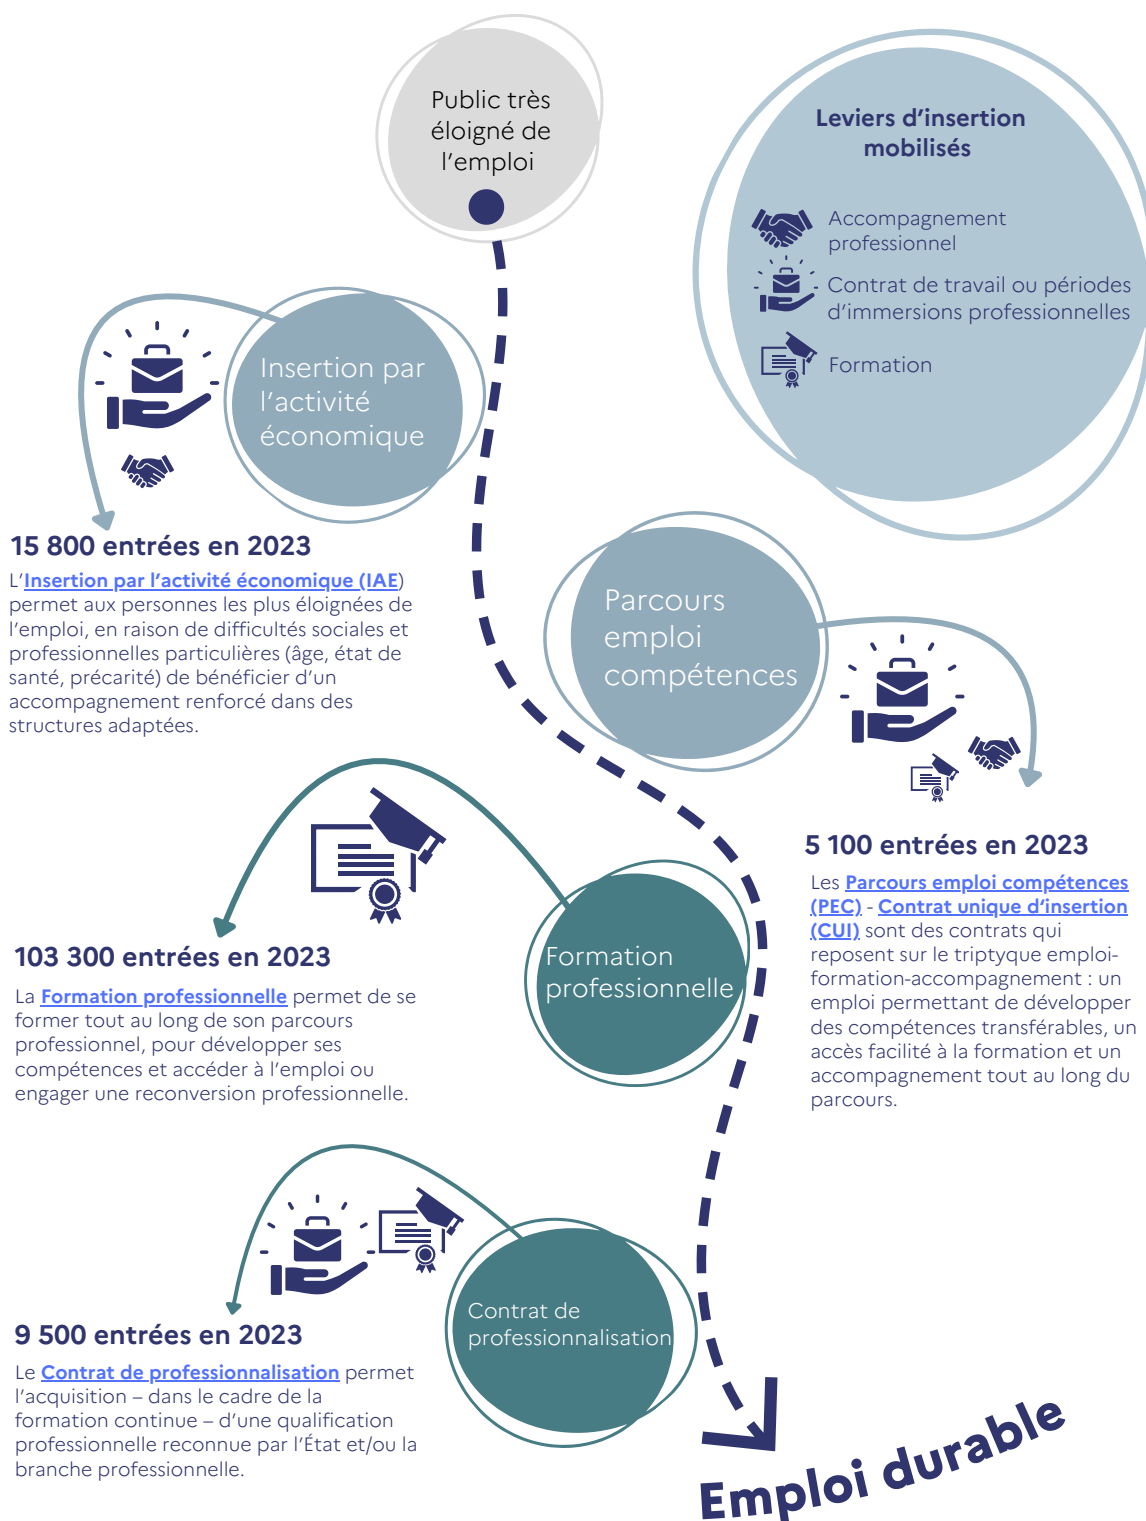 Public très
éloigné de
l'emploi
Leviers d'insertion
mobilisés
Accompagnement
professionnel
Contrat de travail ou périodes
d'immersions professionnelles
Formation
Insertion par
l'activité
économique
15 800 entrées en 2023
L'Insertion par l'activité économique (IAE)
permet aux personnes les plus éloignées de
l'emploi, en raison de difficultés sociales et
professionnelles particulières (âge, état de
santé, précarité) de bénéficier d'un
accompagnement renforcé dans des
structures adaptées.
Parcours
emploi
compétences
5 100 entrées en 2023
Les Parcours emploi compétences
(PEC) - Contrat unique d'insertion
(CUI) sont des contrats qui
reposent sur le triptyque emploi-
formation-accompagnement : un
emploi permettant de développer
des compétences transférables, un
accès facilité à la formation et un
accompagnement tout au long du
parcours.
Formation
professionnelle
103 300 entrées en 2023
La Formation professionnelle permet de se
former tout au long de son parcours
professionnel, pour développer ses
compétences et accéder à l'emploi ou
engager une reconversion professionnelle.
Contrat de
professionnalisation
9 500 entrées en 2023
Le Contrat de professionnalisation permet
l'acquisition – dans le cadre de la
formation continue – d'une qualification
professionnelle reconnue par l'État et/ou la
branche professionnelle.
Emploi durable